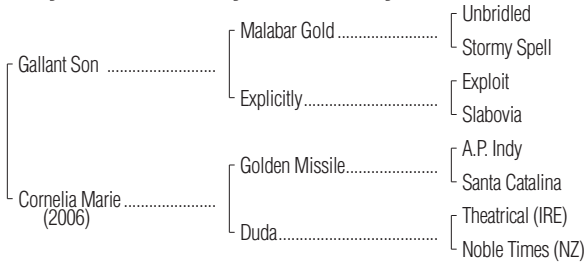 Unbridled
Malabar Gold ........................
Stormy Spell
Gallant Son ..........................
Exploit
Explicitly................................
Slabovia
A.P. Indy
Golden Missile......................
Santa Catalina
Cornelia Marie ......................
(2006)
Theatrical (IRE)
Duda......................................
Noble Times (NZ)